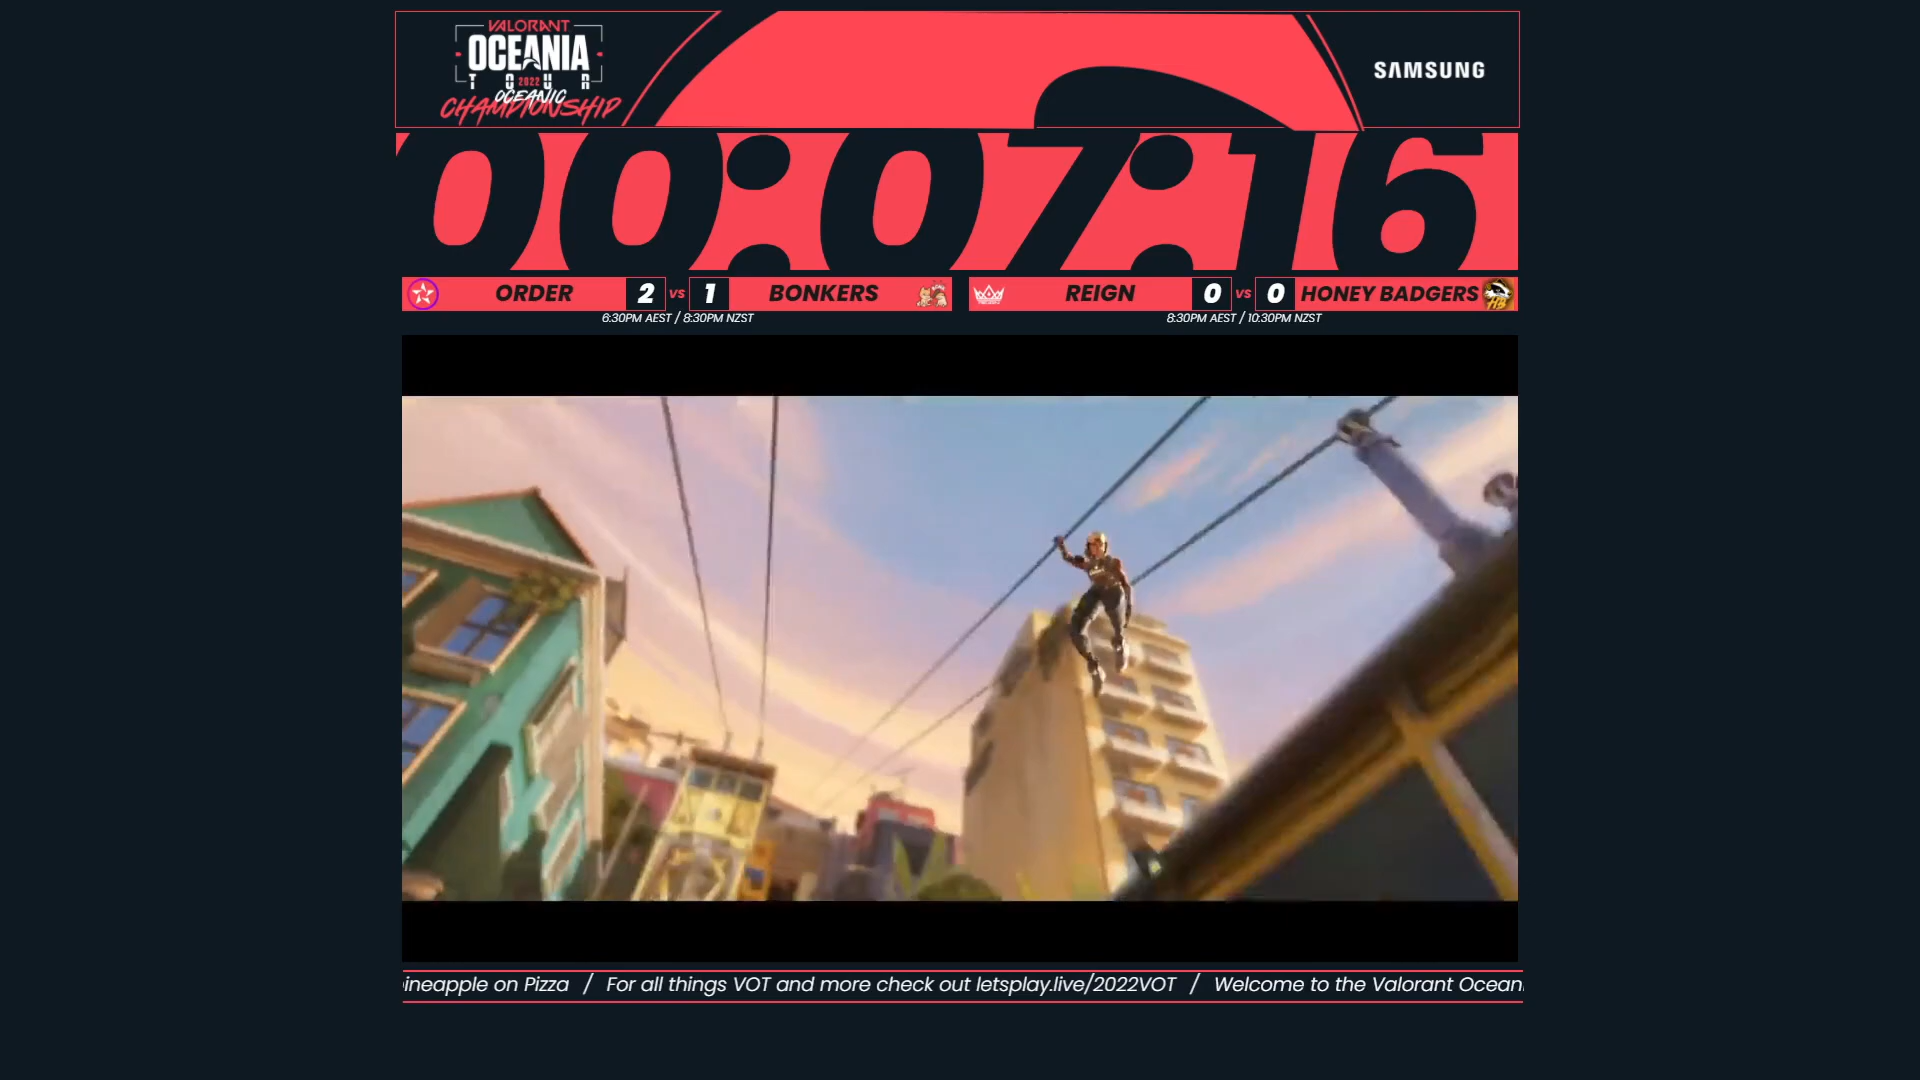 VALORANT
OCEANIA
TOUR
2022
OCEANIC
CHAMPIONSHIP
SAMSUNG
00:07:16
ORDER 2 vs 1 BONKERS
6:30PM AEST / 8:30PM NZST
REIGN 0 vs 0 HONEY BADGERS HB
8:30PM AEST / 10:30PM NZST
ineapple on Pizza / For all things VOT and more check out letsplay.live/2022VOT / Welcome to the Valorant Ocean